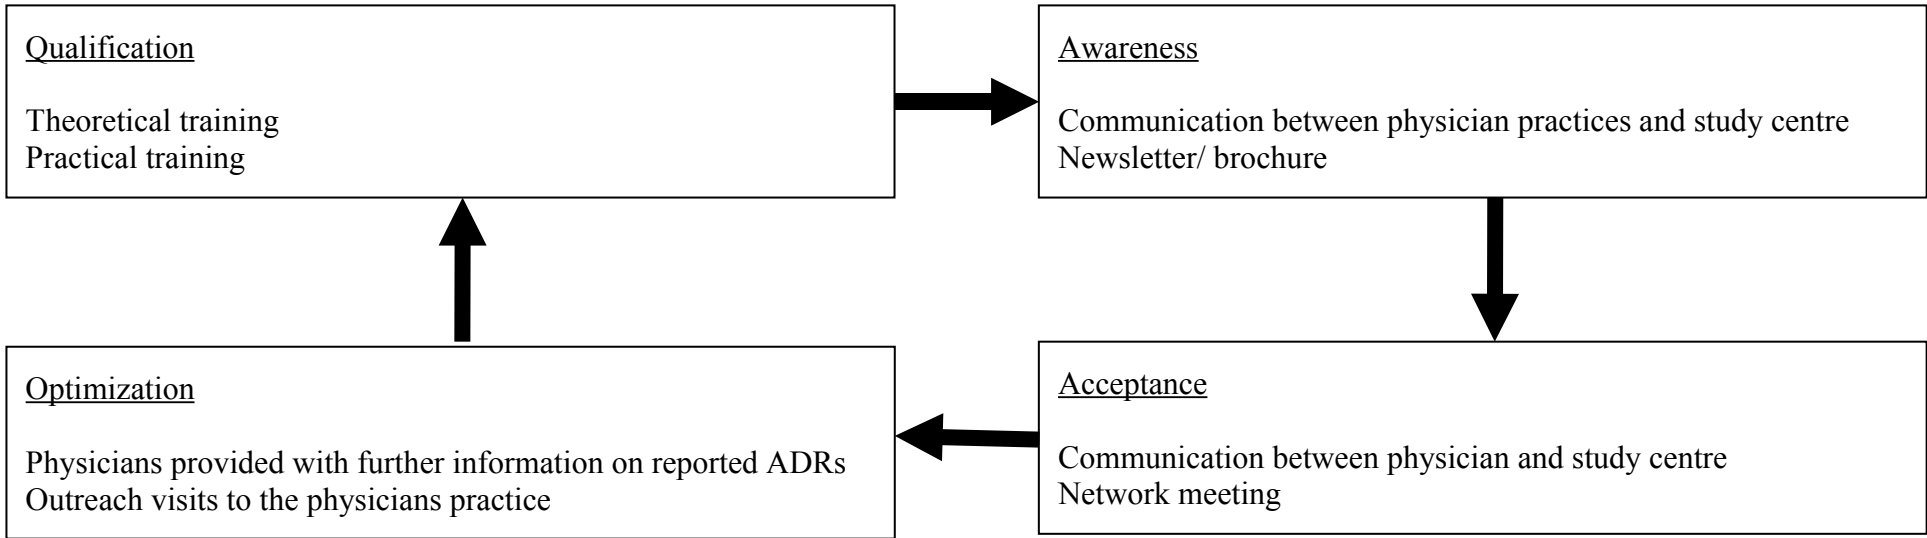 Qualification
Theoretical training
Practical training
Awareness
Communication between physician practices and study centre
Newsletter/ brochure
Optimization
Physicians provided with further information on reported ADRs
Outreach visits to the physicians practice
Acceptance
Communication between physician and study centre
Network meeting